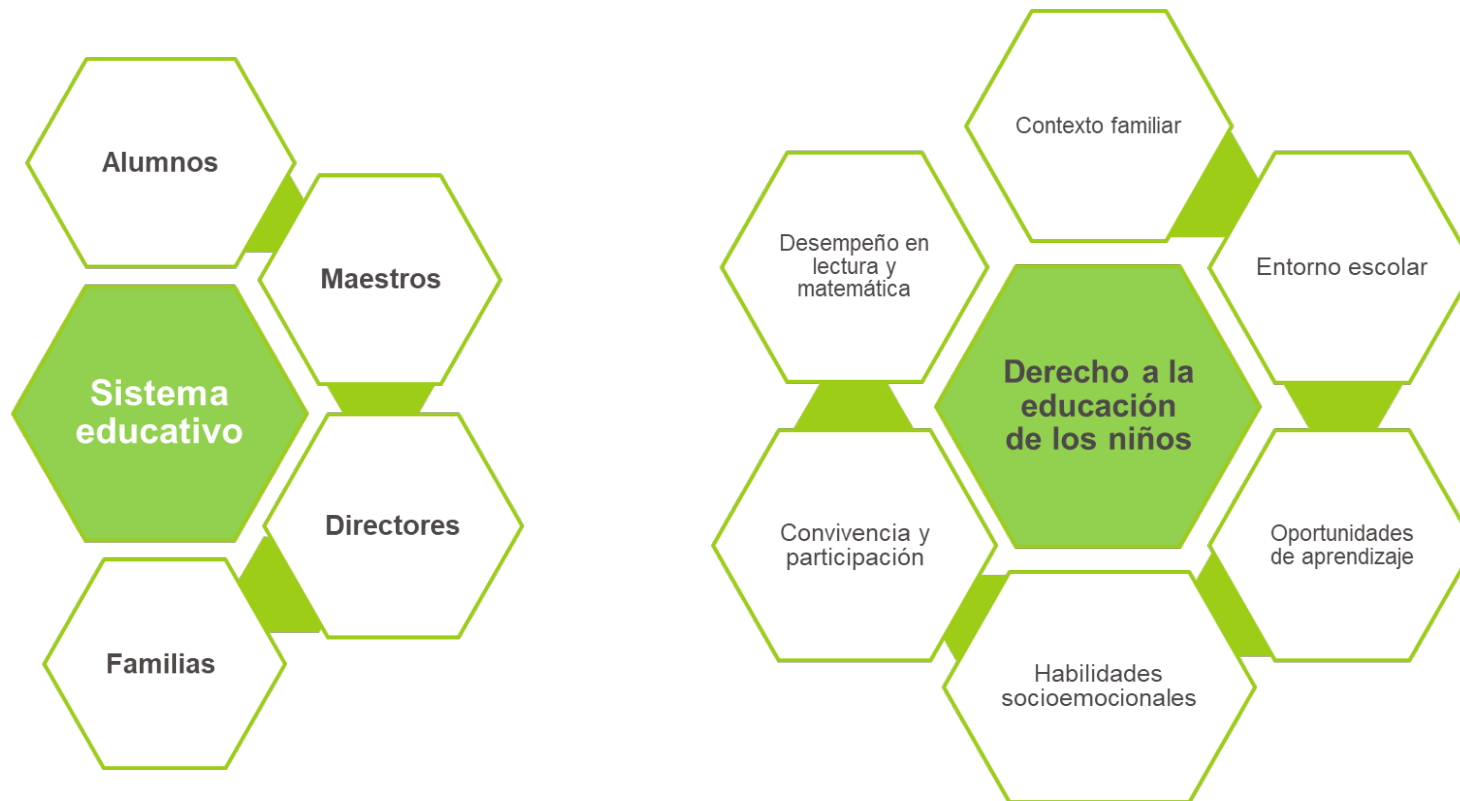 Alumnos
Maestros
Sistema
educativo
Directores
Familias
Contexto familiar
Entorno escolar
Desempeño en
lectura y
matemática
Derecho a la
educación
de los niños
Convivencia y
participación
Oportunidades
de aprendizaje
Habilidades
socioemocionales